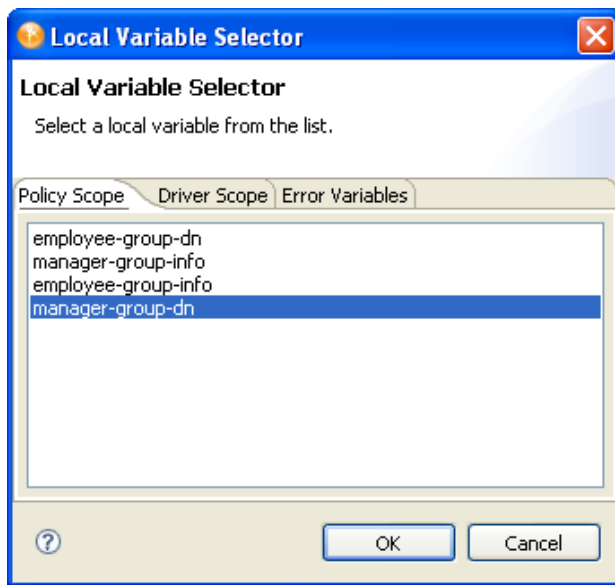 Local Variable Selector
Local Variable Selector
Select a local variable from the list.
Policy Scope Driver Scope Error Variables
employee-group-dn
manager-group-info
employee-group-info
manager-group-dn
? OK Cancel